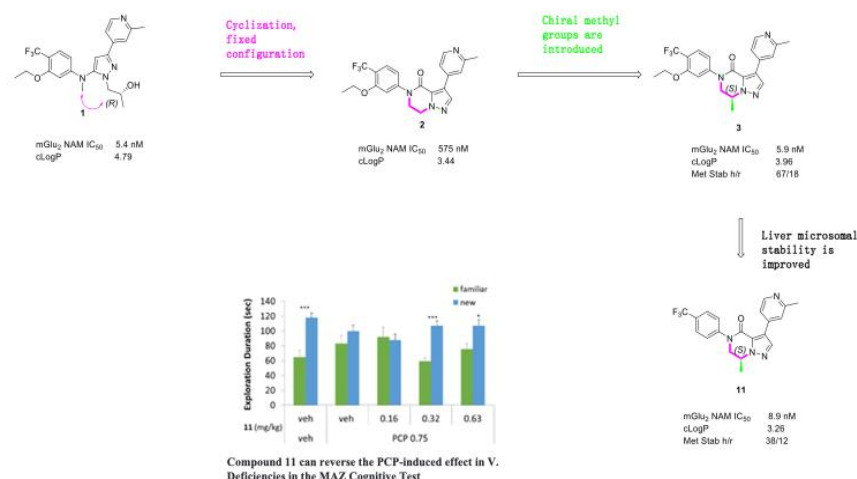 Cyclization,
fixed
configuration
Chiral methyl
groups are
introduced
N
F₃C
O
N
N
N
OH
(R)
1
N
F₃C
O
O
N
N
N
2
N
F₃C
O
O
N
(S)
N
N
3
mGlu₂ NAM IC₅₀ 5.4 nM
cLogP 4.79
mGlu₂ NAM IC₅₀ 575 nM
cLogP 3.44
mGlu₂ NAM IC₅₀ 5.9 nM
cLogP 3.96
Met Stab h/r 67/18
Liver microsomal
stability is
improved
N
F₃C
O
N
(S)
N
N
11
mGlu₂ NAM IC₅₀ 8.9 nM
cLogP 3.26
Met Stab h/r 38/12
familiar
new
Exploration Duration (sec)
140
120
100
80
60
40
20
0
***
***
*
veh veh 0.16 0.32 0.63
11 (mg/kg)
veh PCP 0.75
Compound 11 can reverse the PCP-induced effect in V.
Deficiencies in the MAZ Cognitive Test